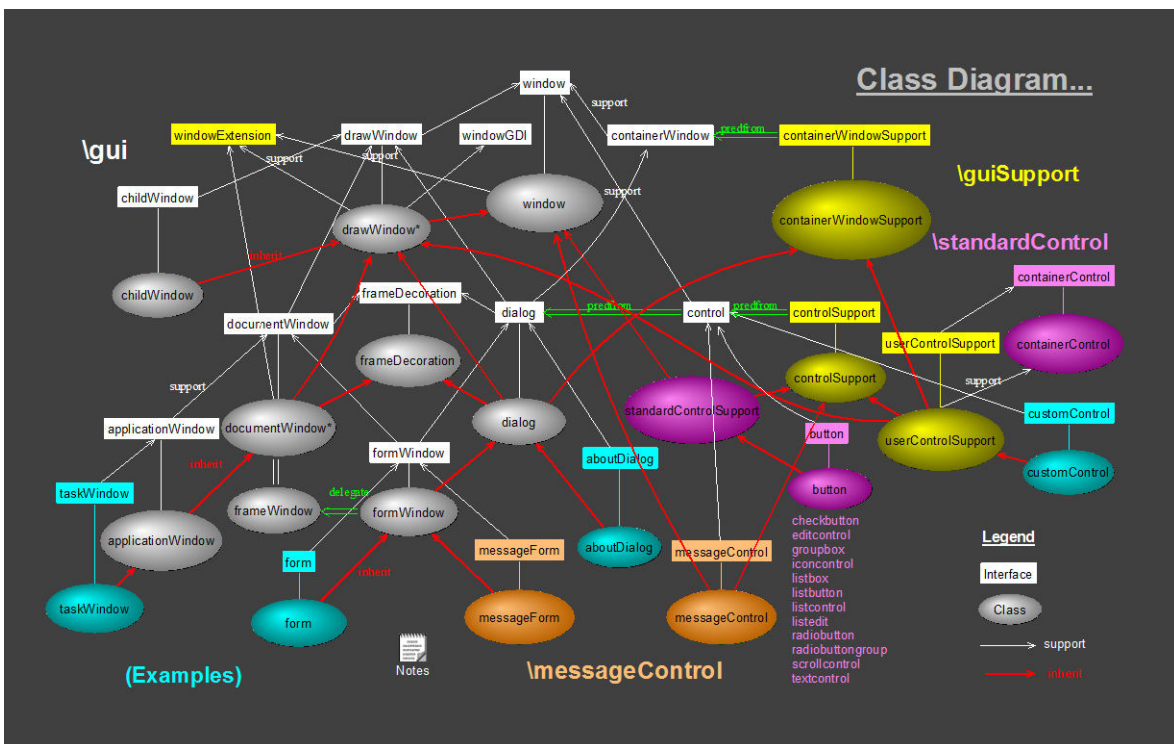 Class Diagram...
window
support
windowExtension
drawWindow
windowGDI
containerWindow
predfrom
containerWindowSupport
\gui
support
support
\guiSupport
support
childWindow
window
containerWindowSupport
drawWindow*
\standardControl
inherit
childWindow
containerControl
frameDecoration
documentWindow
dialog
predfrom
control
predfrom
controlSupport
userControlSupport
containerControl
frameDecoration
controlSupport
support
support
standardControlSupport
applicationWindow
documentWindow*
dialog
customControl
button
userControlSupport
inherit
formWindow
aboutDialog
customControl
taskWindow
delegate
button
frameWindow
formWindow
checkbutton
editcontrol
groupbox
iconcontrol
listbox
listbutton
listcontrol
listedit
radiobutton
radiobuttongroup
scrollcontrol
textcontrol
applicationWindow
aboutDialog
messageForm
messageControl
form
inherit
taskWindow
form
messageForm
messageControl
Legend
Interface
Class
support
inherit
Notes
(Examples)
\messageControl